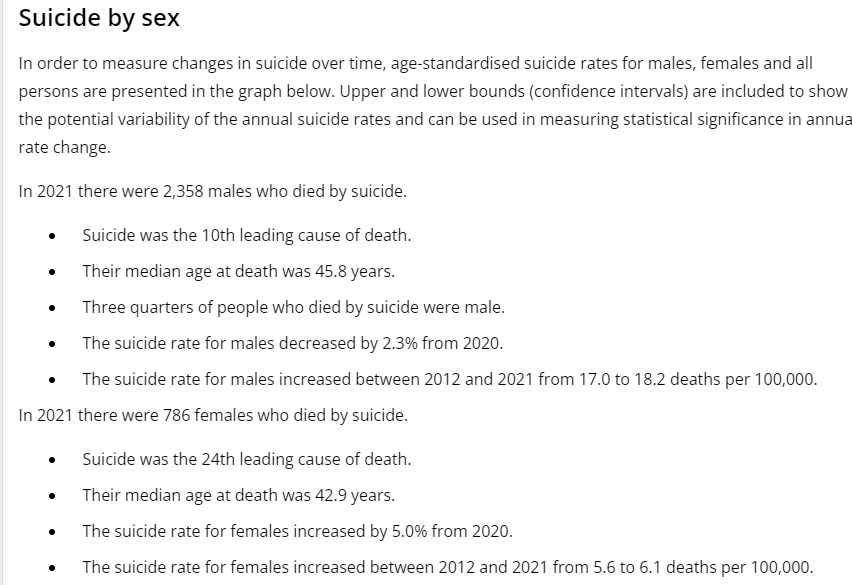 Suicide by sex
In order to measure changes in suicide over time, age-standardised suicide rates for males, females and all
persons are presented in the graph below. Upper and lower bounds (confidence intervals) are included to show
the potential variability of the annual suicide rates and can be used in measuring statistical significance in annua
rate change.
In 2021 there were 2,358 males who died by suicide.
• Suicide was the 10th leading cause of death.
• Their median age at death was 45.8 years.
• Three quarters of people who died by suicide were male.
• The suicide rate for males decreased by 2.3% from 2020.
• The suicide rate for males increased between 2012 and 2021 from 17.0 to 18.2 deaths per 100,000.
In 2021 there were 786 females who died by suicide.
• Suicide was the 24th leading cause of death.
• Their median age at death was 42.9 years.
• The suicide rate for females increased by 5.0% from 2020.
• The suicide rate for females increased between 2012 and 2021 from 5.6 to 6.1 deaths per 100,000.